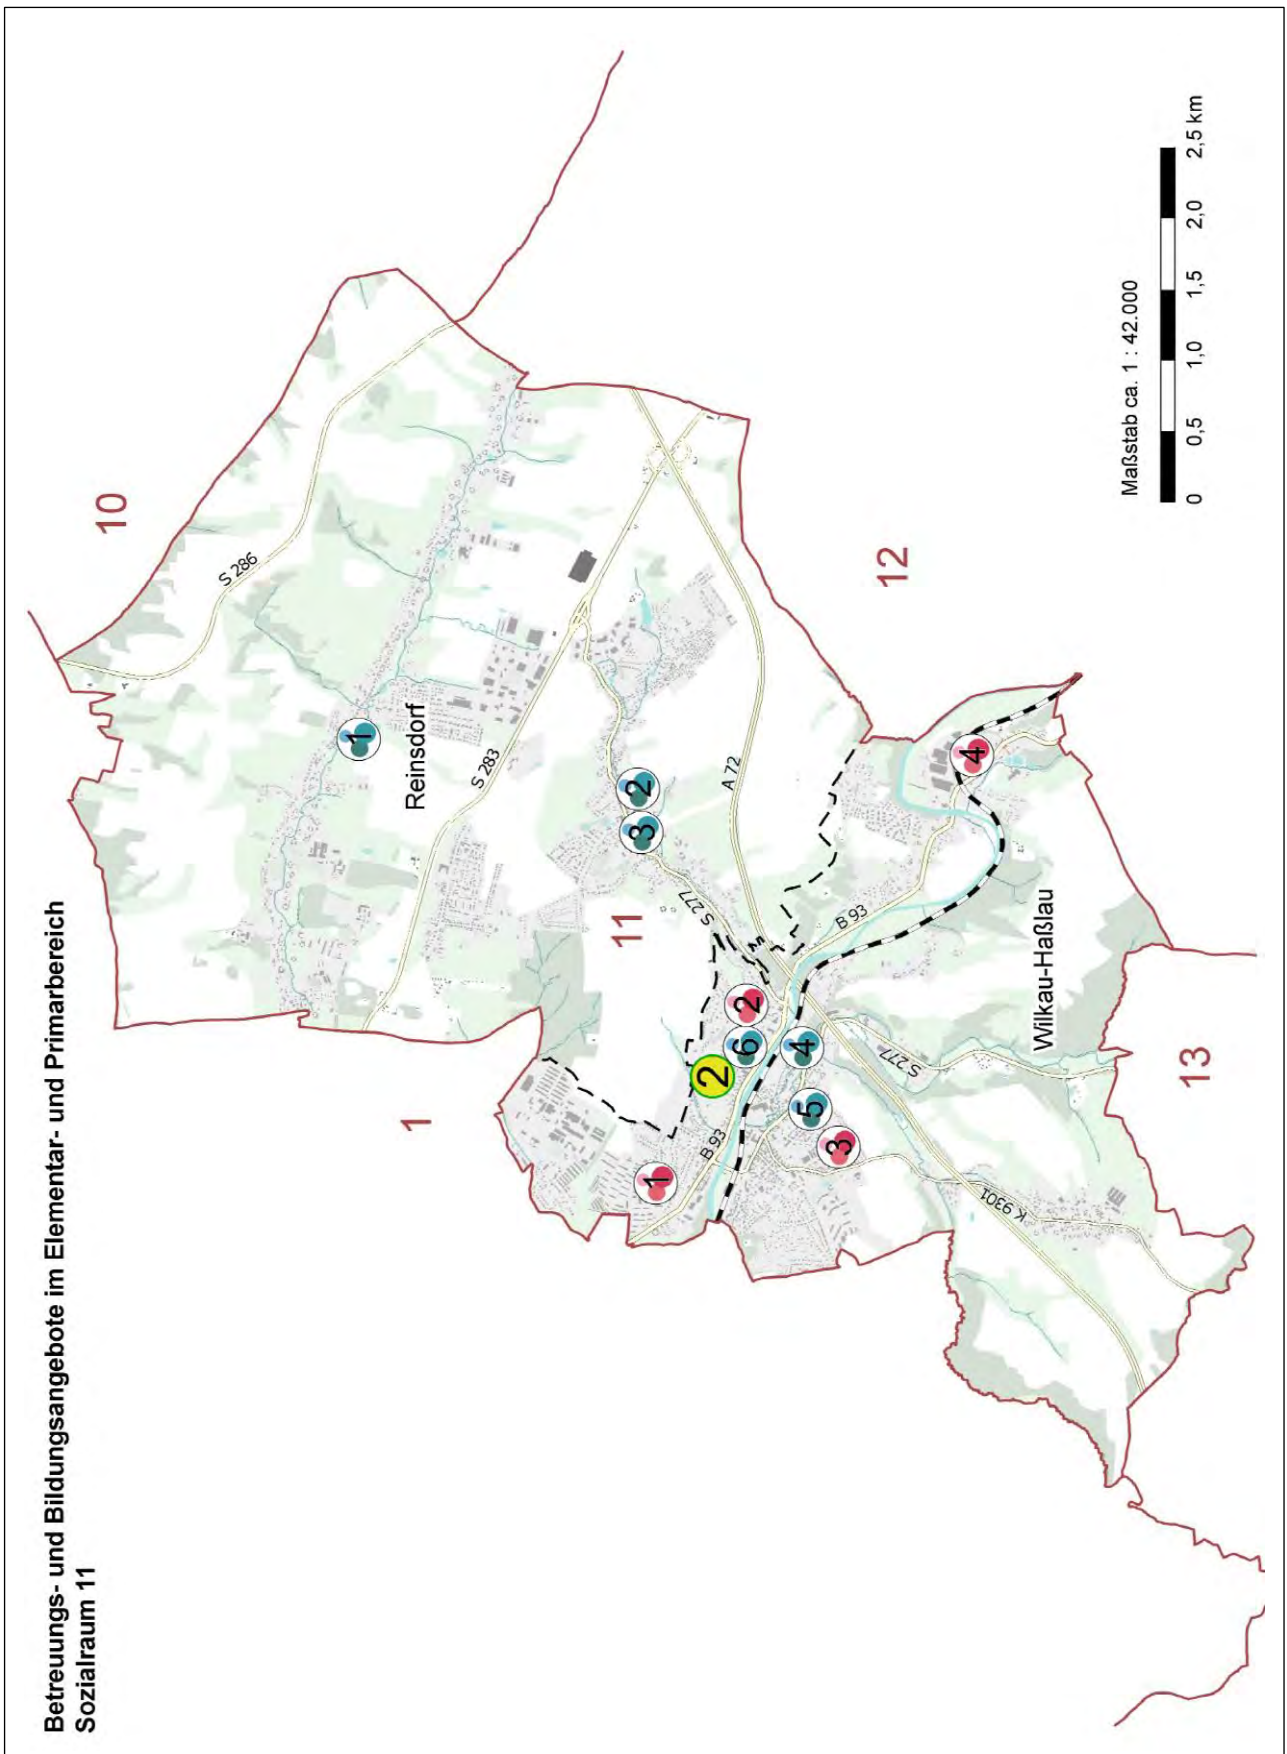 Betreuungs- und Bildungsangebote im Elementar- und Primarbereich
Sozialraum 11
10
S 286
1
Reinsdorf
S 283
2
3
11
S 277
A 72
12
1
1
2
6
2
B 93
4
5
3
B 93
4
S 277
K 9301
Wilkau-Haßlau
13
Maßstab ca. 1 : 42.000
0 0,5 1,0 1,5 2,0 2,5 km